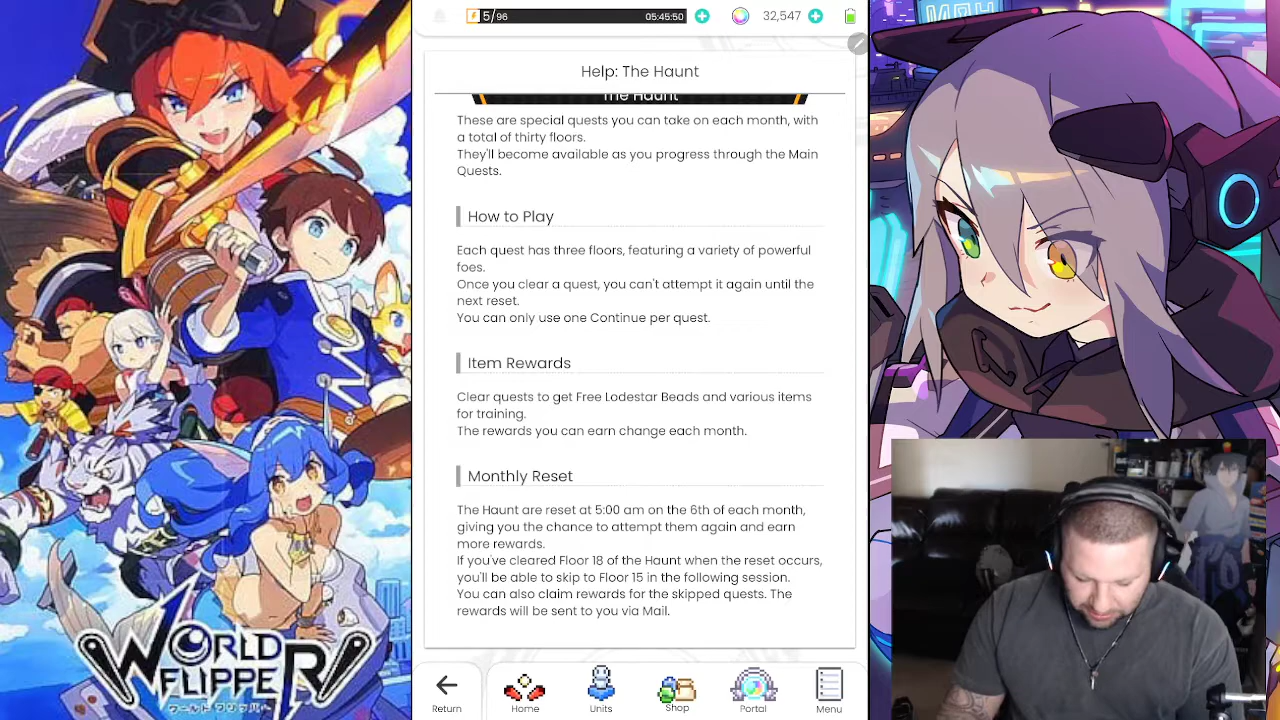 5/96
05:45:50
32,547
Help: The Haunt
The Haunt
These are special quests you can take on each month, with
a total of thirty floors.
They'll become available as you progress through the Main
Quests.
How to Play
Each quest has three floors, featuring a variety of powerful
foes.
Once you clear a quest, you can't attempt it again until the
next reset.
You can only use one Continue per quest.
Item Rewards
Clear quests to get Free Lodestar Beads and various items
for training.
The rewards you can earn change each month.
Monthly Reset
The Haunt are reset at 5:00 am on the 6th of each month,
giving you the chance to attempt them again and earn
more rewards.
If you've cleared Floor 18 of the Haunt when the reset occurs,
you'll be able to skip to Floor 15 in the following session.
You can also claim rewards for the skipped quests. The
rewards will be sent to you via Mail.
Return
Home
Units
Shop
Portal
Menu
WORLD
FLIPPER
ワールド フリッパー